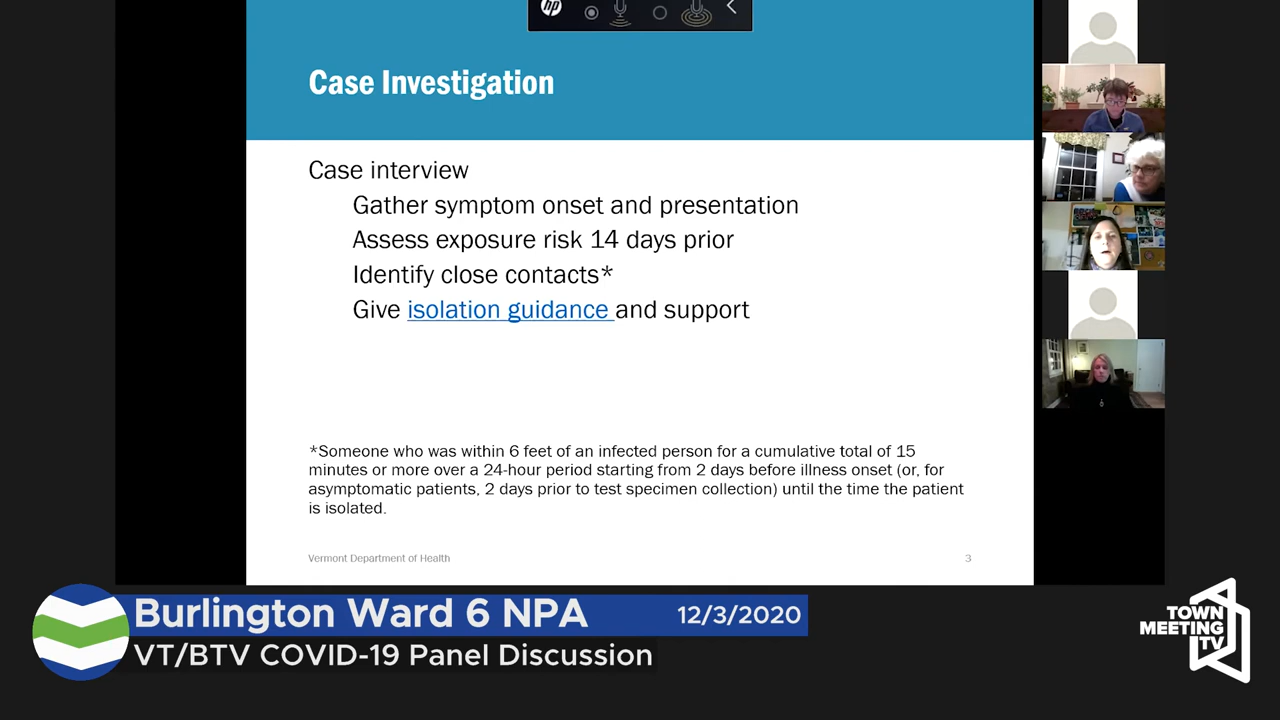 hp
Case Investigation
Case interview
Gather symptom onset and presentation
Assess exposure risk 14 days prior
Identify close contacts*
Give isolation guidance and support
*Someone who was within 6 feet of an infected person for a cumulative total of 15
minutes or more over a 24-hour period starting from 2 days before illness onset (or, for
asymptomatic patients, 2 days prior to test specimen collection) until the time the patient
is isolated.
Vermont Department of Health
3
Burlington Ward 6 NPA
12/3/2020
VT/BTV COVID-19 Panel Discussion
TOWN
MEETING
TV